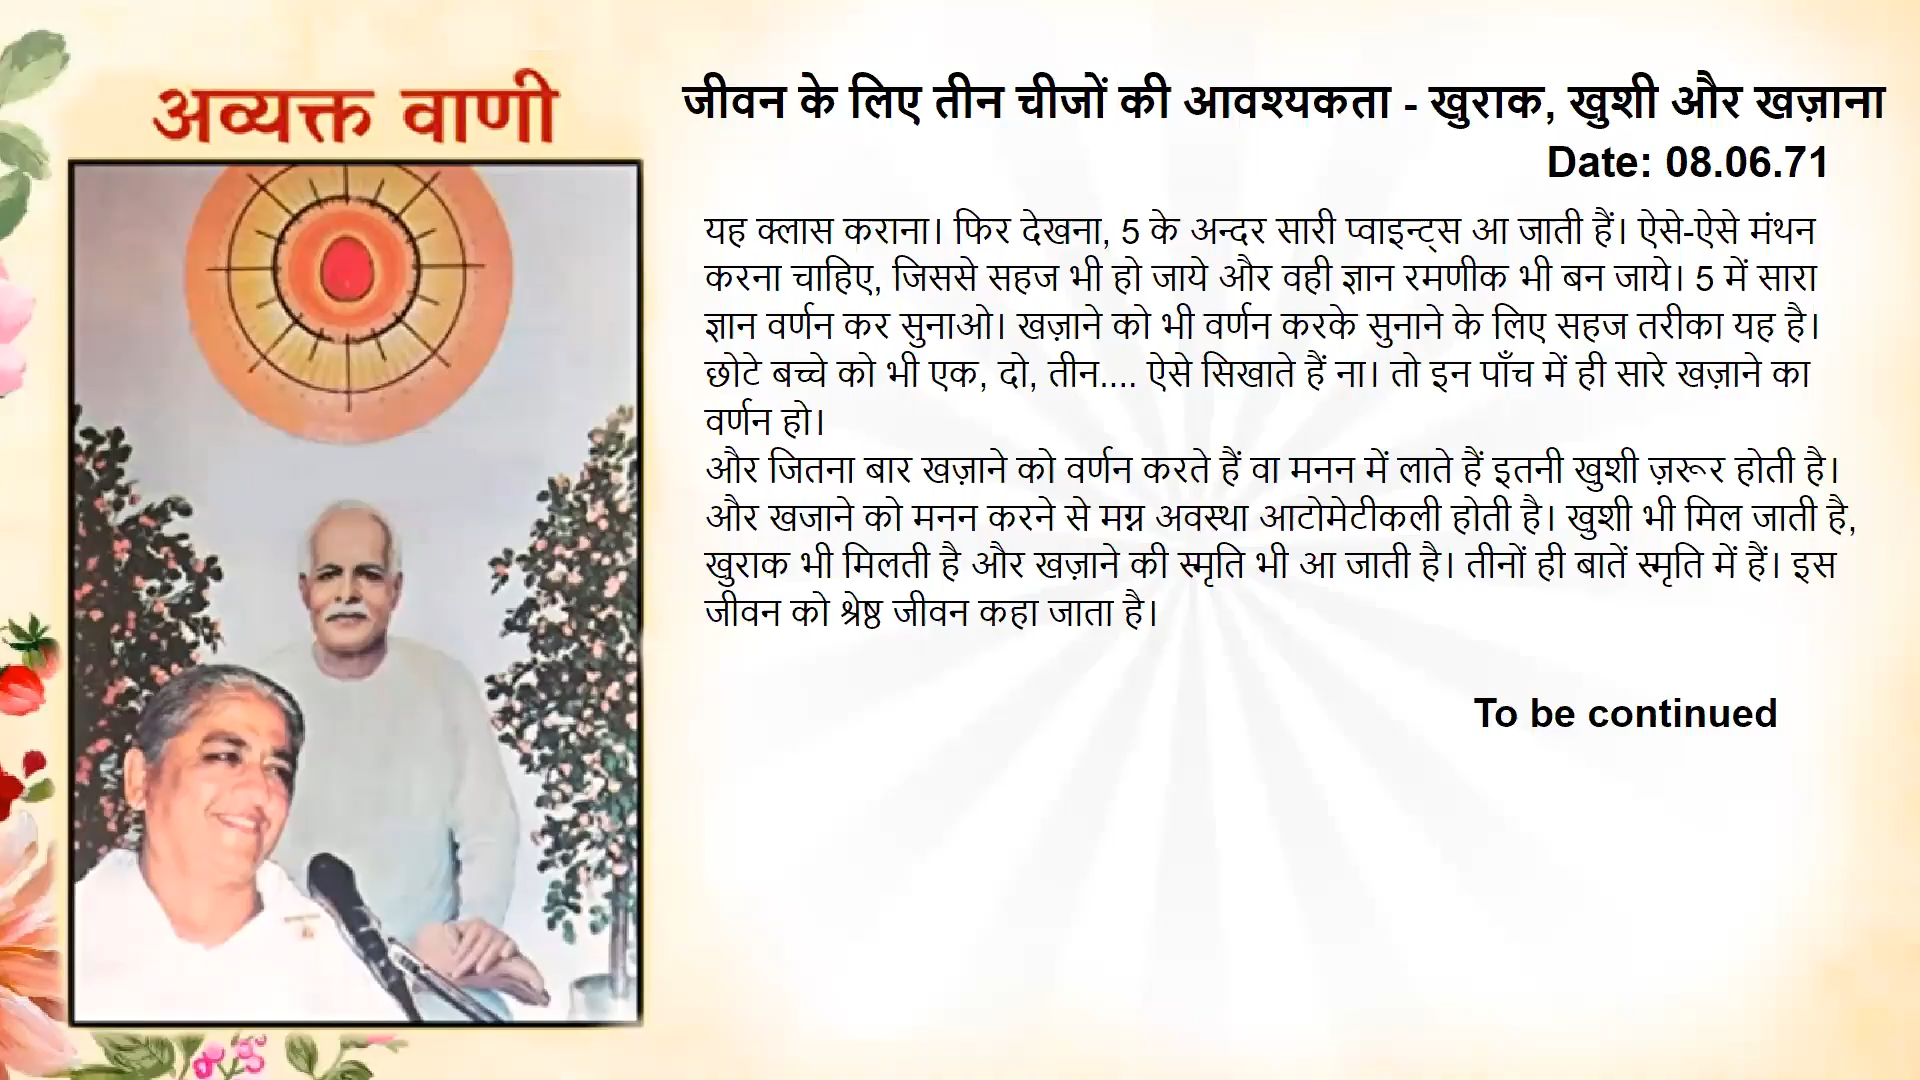 अव्यक्त वाणी
जीवन के लिए तीन चीजों की आवश्यकता - खुराक, खुशी और खज़ाना
Date: 08.06.71
यह क्लास कराना। फिर देखना, 5 के अन्दर सारी प्वाइन्ट्स आ जाती हैं। ऐसे-ऐसे मंथन
करना चाहिए, जिससे सहज भी हो जाये और वही ज्ञान रमणीक भी बन जाये। 5 में सारा
ज्ञान वर्णन कर सुनाओ। खज़ाने को भी वर्णन करके सुनाने के लिए सहज तरीका यह है।
छोटे बच्चे को भी एक, दो, तीन.... ऐसे सिखाते हैं ना। तो इन पाँच में ही सारे खज़ाने का
वर्णन हो।
और जितना बार खज़ाने को वर्णन करते हैं वा मनन में लाते हैं इतनी खुशी ज़रूर होती है।
और खजाने को मनन करने से मग्न अवस्था आटोमेटीकली होती है। खुशी भी मिल जाती है,
खुराक भी मिलती है और खज़ाने की स्मृति भी आ जाती है। तीनों ही बातें स्मृति में हैं। इस
जीवन को श्रेष्ठ जीवन कहा जाता है।
To be continued